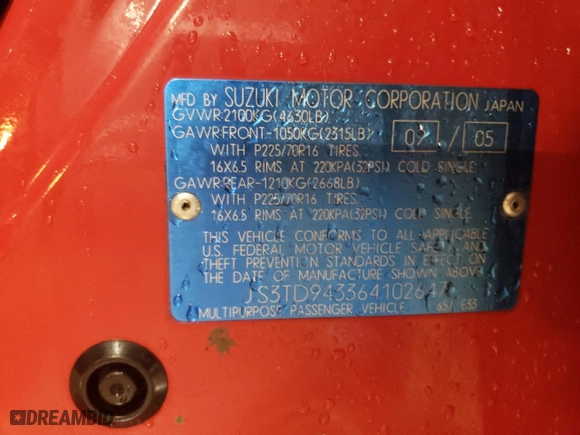 MFD BY SUZUKI MOTOR CORPORATION JAPAN
GVWR:2100KG(4630LB)
GAWR:FRONT-1050KG(2315LB) 07 / 05
WITH P225/70R16 TIRES.
16X6.5 RIMS AT 220KPA(32PSI) COLD SINGLE
GAWR:REAR-1210KG(2668LB)
WITH P225/70R16 TIRES.
16X6.5 RIMS AT 220KPA(32PSI) COLD SINGLE
THIS VEHICLE CONFORMS TO ALL APPLICABLE
U.S. FEDERAL MOTOR VEHICLE SAFETY AND
THEFT PREVENTION STANDARDS IN EFFECT ON
THE DATE OF MANUFACTURE SHOWN ABOVE.
JS3TD943364102647
MULTIPURPOSE PASSENGER VEHICLE E33
DREAMBID